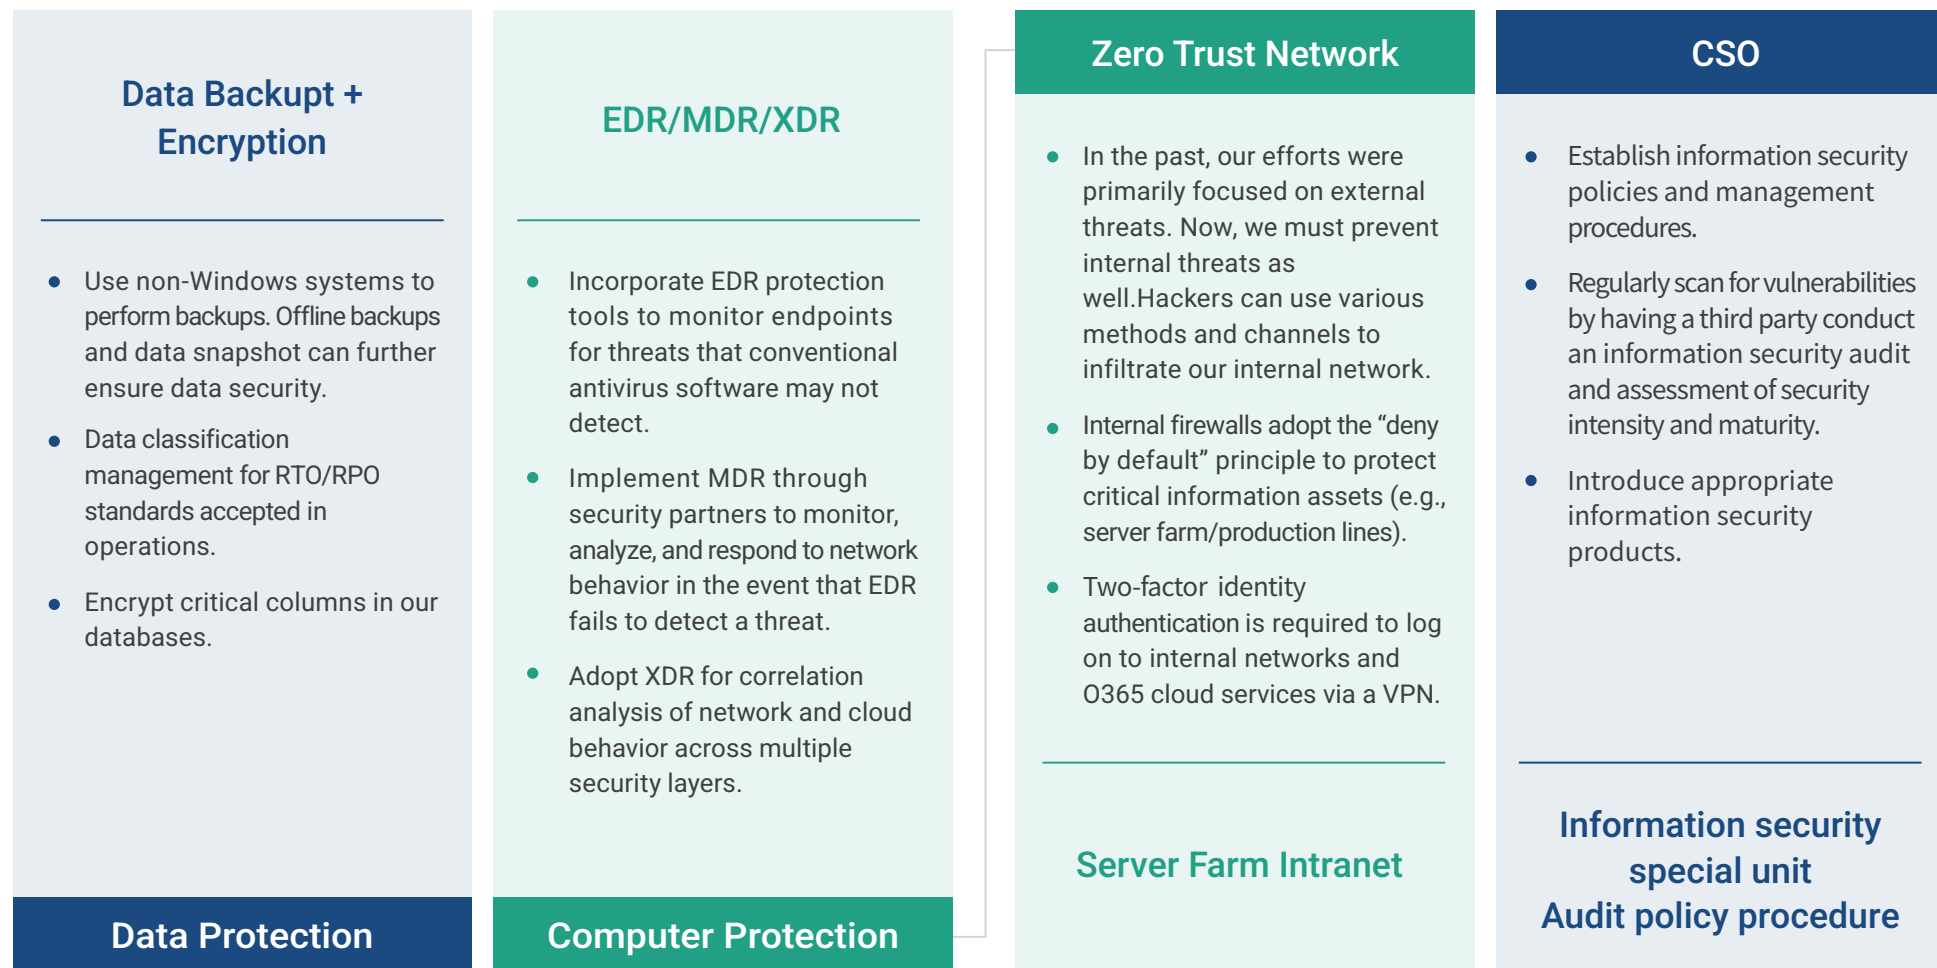 Data Backupt +
Encryption
Use non-Windows systems to
perform backups. Offline backups
and data snapshot can further
ensure data security.
Data classification
management for RTO/RPO
standards accepted in
operations.
Encrypt critical columns in our
databases.
Data Protection
EDR/MDR/XDR
Incorporate EDR protection
tools to monitor endpoints
for threats that conventional
antivirus software may not
detect.
Implement MDR through
security partners to monitor,
analyze, and respond to network
behavior in the event that EDR
fails to detect a threat.
Adopt XDR for correlation
analysis of network and cloud
behavior across multiple
security layers.
Computer Protection
Zero Trust Network
In the past, our efforts were
primarily focused on external
threats. Now, we must prevent
internal threats as
well.Hackers can use various
methods and channels to
infiltrate our internal network.
Internal firewalls adopt the “deny
by default” principle to protect
critical information assets (e.g.,
server farm/production lines).
Two-factor identity
authentication is required to log
on to internal networks and
O365 cloud services via a VPN.
Server Farm Intranet
CSO
Establish information security
policies and management
procedures.
Regularly scan for vulnerabilities
by having a third party conduct
an information security audit
and assessment of security
intensity and maturity.
Introduce appropriate
information security
products.
Information security
special unit
Audit policy procedure